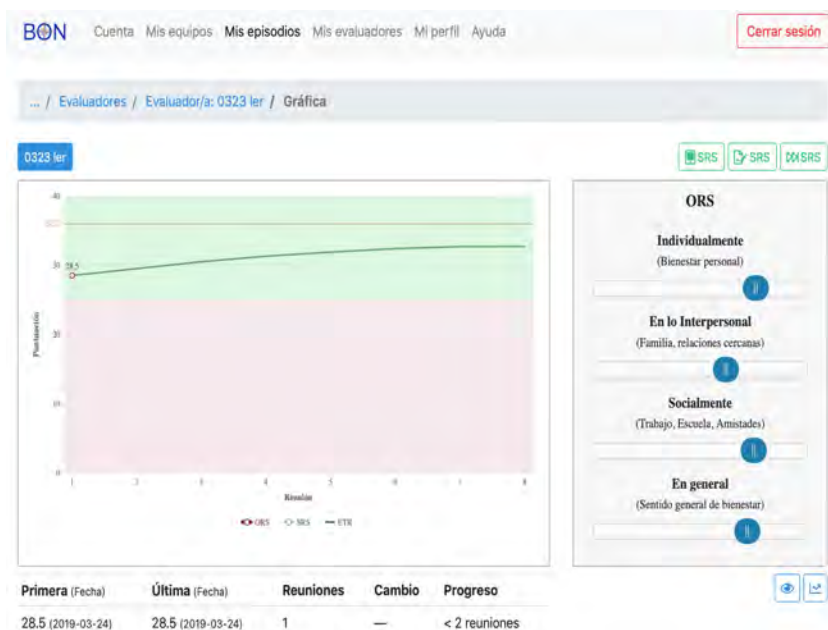 BON Cuenta Mis equipos Mis episodios Mis evaluadores Mi perfil Ayuda Cerrar sesión
... / Evaluadores / Evaluador/a: 0323 ler / Gráfica
0323 ler
SRS SRS SRS
40
30
20
10
0
28.5
Puntuación
1 2 3 4 5 6 7 8
Reunión
ORS SRS ETR
ORS
Individualmente
(Bienestar personal)
En lo Interpersonal
(Familia, relaciones cercanas)
Socialmente
(Trabajo, Escuela, Amistades)
En general
(Sentido general de bienestar)
Primera (Fecha) Última (Fecha) Reuniones Cambio Progreso
28.5 (2019-03-24) 28.5 (2019-03-24) 1 — < 2 reuniones